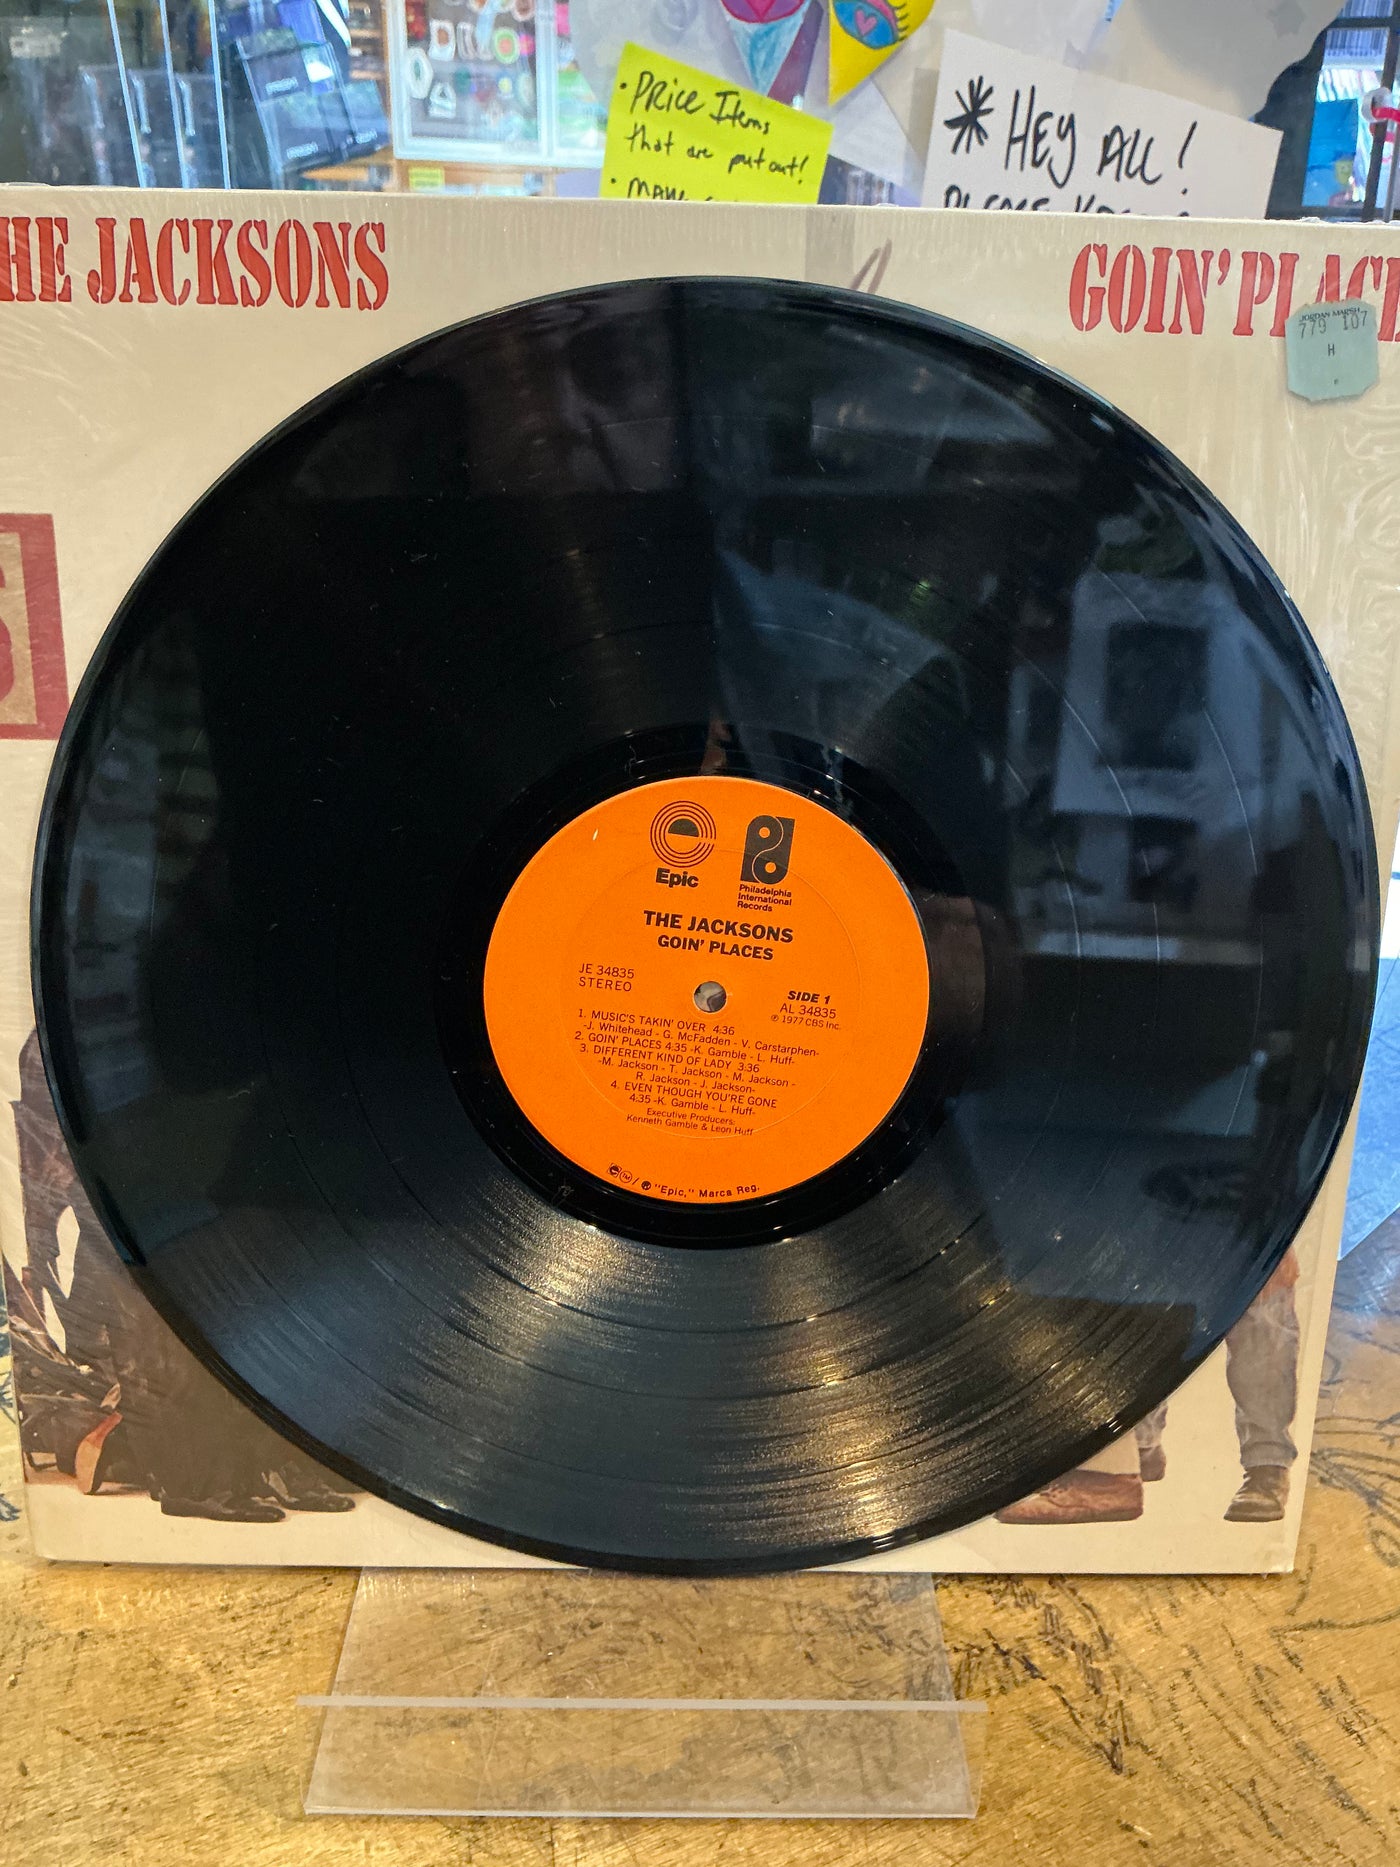 • Price Items
that are put out!
* HEY ALL!
PLEASE
HE JACKSONS
GOIN' PLAC
JORDAN MARSH
779 107
H
Epic
Philadelphia
International
Records
THE JACKSONS
GOIN' PLACES
JE 34835
STEREO
SIDE 1
AL 34835
℗ 1977 CBS Inc.
1. MUSIC'S TAKIN' OVER 4:36
-J. Whitehead - G. McFadden - V. Carstarphen-
2. GOIN' PLACES 4:35 -K. Gamble - L. Huff-
3. DIFFERENT KIND OF LADY 3:36
-M. Jackson - T. Jackson - M. Jackson -
R. Jackson - J. Jackson-
4. EVEN THOUGH YOU'RE GONE
4:35 -K. Gamble - L. Huff-
Executive Producers:
Kenneth Gamble & Leon Huff
"Epic," Marca Reg.